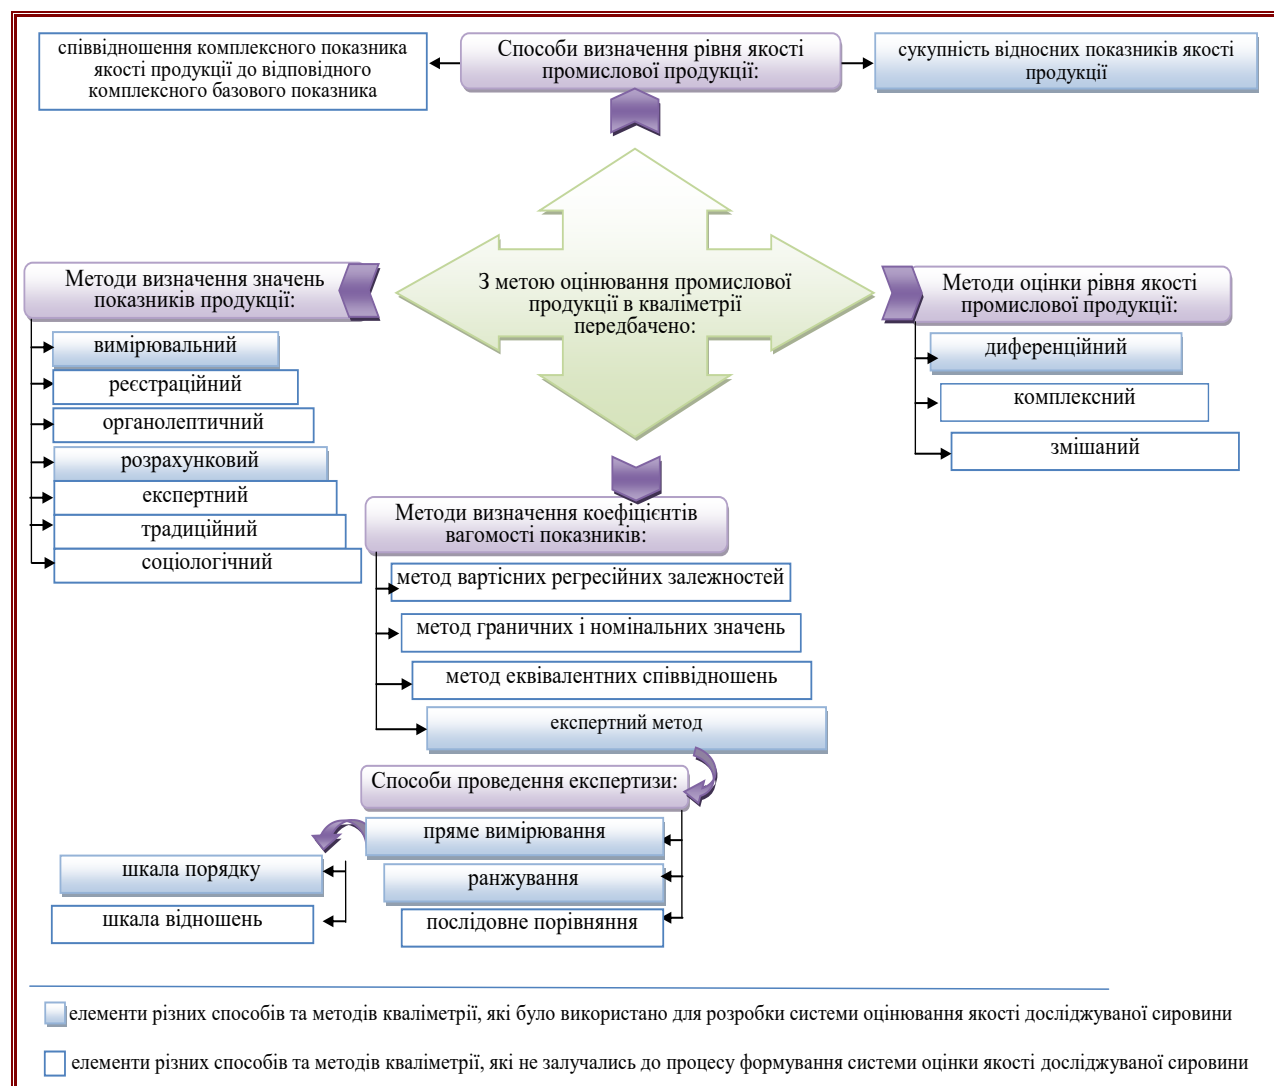 співвідношення комплексного показника
якості продукції до відповідного
комплексного базового показника
Способи визначення рівня якості
промислової продукції:
сукупність відносних показників якості
продукції
З метою оцінювання промислової
продукції в кваліметрії
передбачено:
Методи визначення значень
показників продукції:
вимірювальний
реєстраційний
органолептичний
розрахунковий
експертний
традиційний
соціологічний
Методи оцінки рівня якості
промислової продукції:
диференційний
комплексний
змішаний
Методи визначення коефіцієнтів
вагомості показників:
метод вартісних регресійних залежностей
метод граничних і номінальних значень
метод еквівалентних співвідношень
експертний метод
Способи проведення експертизи:
пряме вимірювання
ранжування
послідовне порівняння
шкала порядку
шкала відношень
елементи різних способів та методів кваліметрії, які було використано для розробки системи оцінювання якості досліджуваної сировини
елементи різних способів та методів кваліметрії, які не залучались до процесу формування системи оцінки якості досліджуваної сировини